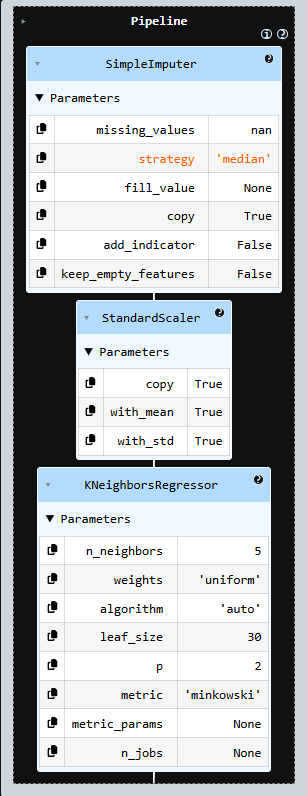 Pipeline
i ?
SimpleImputer ?
Parameters
missing_values nan
strategy 'median'
fill_value None
copy True
add_indicator False
keep_empty_features False
StandardScaler ?
Parameters
copy True
with_mean True
with_std True
KNeighborsRegressor ?
Parameters
n_neighbors 5
weights 'uniform'
algorithm 'auto'
leaf_size 30
p 2
metric 'minkowski'
metric_params None
n_jobs None